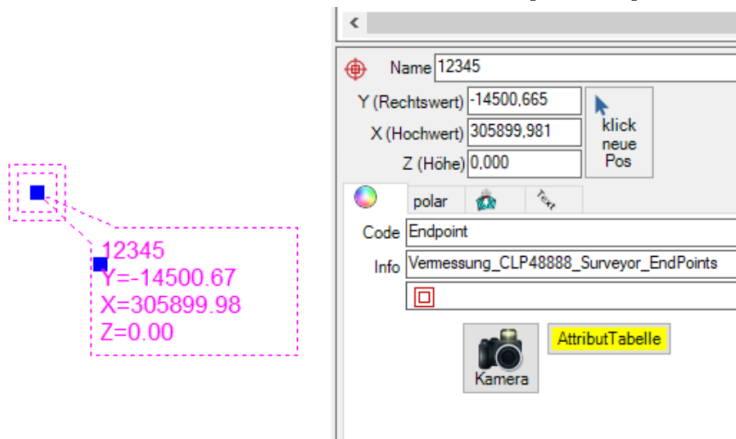 12345
Y=-14500.67
X=305899.98
Z=0.00
Name 12345
Y (Rechtswert) -14500,665
X (Hochwert) 305899,981
Z (Höhe) 0,000
klick
neue
Pos
polar
Text
Code Endpoint
Info Vermessung_CLP48888_Surveyor_EndPoints
Kamera
AttributTabelle